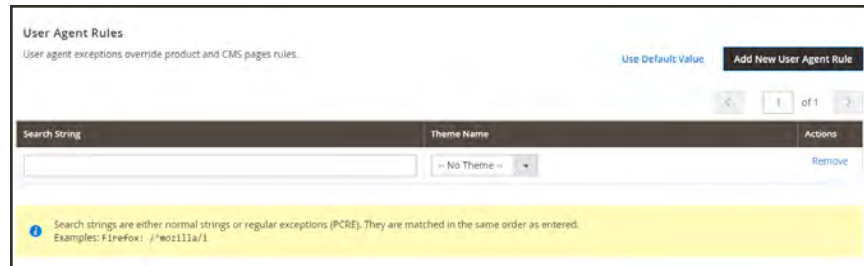 User Agent Rules
User agent exceptions override product and CMS pages rules.
Use Default Value Add New User Agent Rule
1 of 1
Search String Theme Name Actions
-- No Theme -- Remove
Search strings are either normal strings or regular exceptions (PCRE). They are matched in the same order as entered.
Examples: Firefox: /^mozilla/i